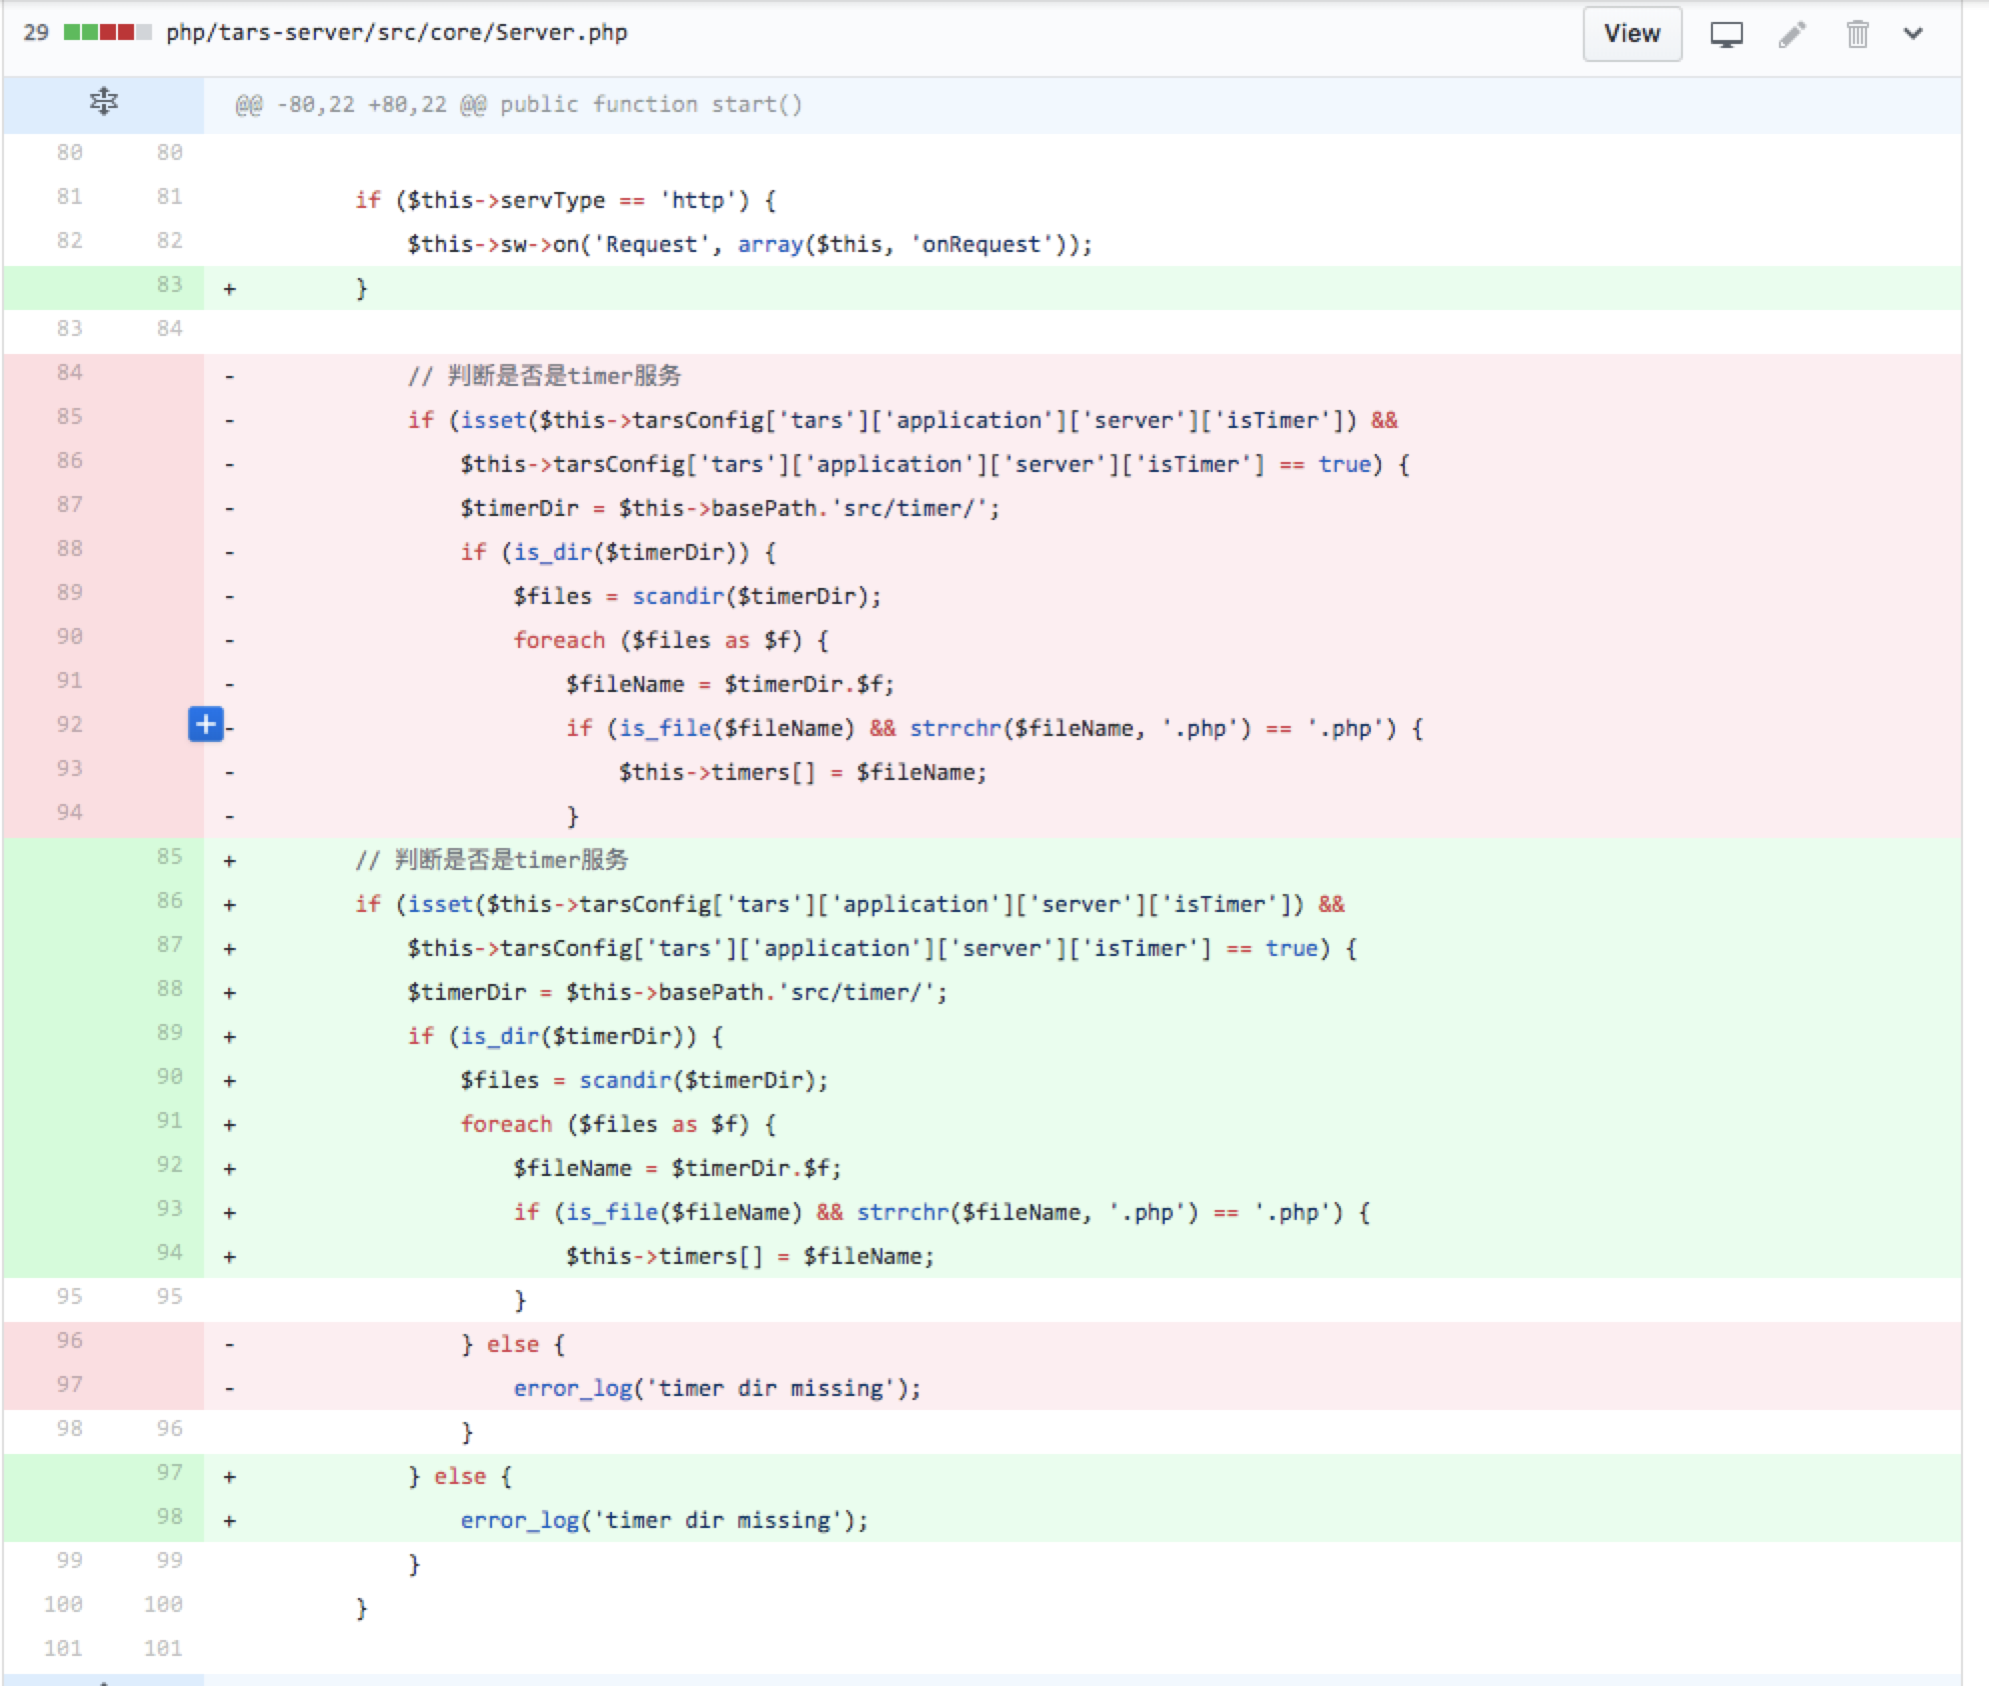 29 php/tars-server/src/core/Server.php View
@@ -80,22 +80,22 @@ public function start()
80 80
81 81 if ($this->servType == 'http') {
82 82 $this->sw->on('Request', array($this, 'onRequest'));
83 + }
83 84
84 - // 判断是否是timer服务
85 - if (isset($this->tarsConfig['tars']['application']['server']['isTimer']) &&
86 - $this->tarsConfig['tars']['application']['server']['isTimer'] == true) {
87 - $timerDir = $this->basePath.'src/timer/';
88 - if (is_dir($timerDir)) {
89 - $files = scandir($timerDir);
90 - foreach ($files as $f) {
91 - $fileName = $timerDir.$f;
92 + - if (is_file($fileName) && strrchr($fileName, '.php') == '.php') {
93 - $this->timers[] = $fileName;
94 - }
85 + // 判断是否是timer服务
86 + if (isset($this->tarsConfig['tars']['application']['server']['isTimer']) &&
87 + $this->tarsConfig['tars']['application']['server']['isTimer'] == true) {
88 + $timerDir = $this->basePath.'src/timer/';
89 + if (is_dir($timerDir)) {
90 + $files = scandir($timerDir);
91 + foreach ($files as $f) {
92 + $fileName = $timerDir.$f;
93 + if (is_file($fileName) && strrchr($fileName, '.php') == '.php') {
94 + $this->timers[] = $fileName;
95 95 }
96 - } else {
97 - error_log('timer dir missing');
98 96 }
97 + } else {
98 + error_log('timer dir missing');
99 99 }
100 100 }
101 101